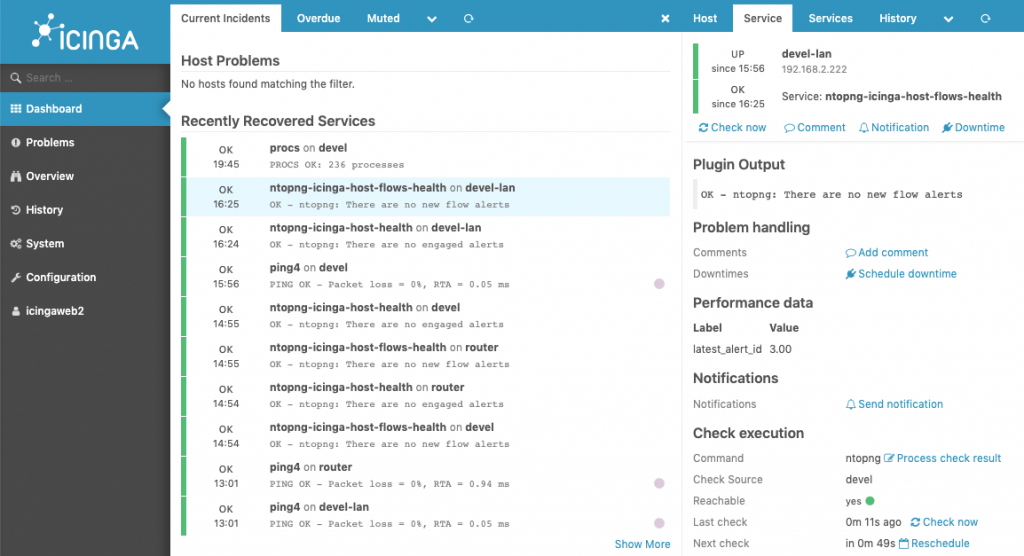 ICINGA
Search ...
Dashboard
Problems
Overview
History
System
Configuration
icingaweb2
Current Incidents Overdue Muted
Host Problems
No hosts found matching the filter.
Recently Recovered Services
OK procs on devel
19:45 PROCS OK: 236 processes
OK ntopng-icinga-host-flows-health on devel-lan
16:25 OK - ntopng: There are no new flow alerts
OK ntopng-icinga-host-health on devel-lan
16:24 OK - ntopng: There are no engaged alerts
OK ping4 on devel
15:56 PING OK - Packet loss = 0%, RTA = 0.05 ms
OK ntopng-icinga-host-health on devel
14:55 OK - ntopng: There are no engaged alerts
OK ntopng-icinga-host-flows-health on router
14:55 OK - ntopng: There are no new flow alerts
OK ntopng-icinga-host-health on router
14:54 OK - ntopng: There are no engaged alerts
OK ntopng-icinga-host-flows-health on devel
14:54 OK - ntopng: There are no new flow alerts
OK ping4 on router
13:01 PING OK - Packet loss = 0%, RTA = 0.94 ms
OK ping4 on devel-lan
13:01 PING OK - Packet loss = 0%, RTA = 0.05 ms
Show More
Host Service Services History
UP devel-lan
since 15:56 192.168.2.222
OK
since 16:25 Service: ntopng-icinga-host-flows-health
Check now Comment Notification Downtime
Plugin Output
OK - ntopng: There are no new flow alerts
Problem handling
Comments Add comment
Downtimes Schedule downtime
Performance data
Label Value
latest_alert_id 3.00
Notifications
Notifications Send notification
Check execution
Command ntopng Process check result
Check Source devel
Reachable yes
Last check 0m 11s ago Check now
Next check in 0m 49s Reschedule